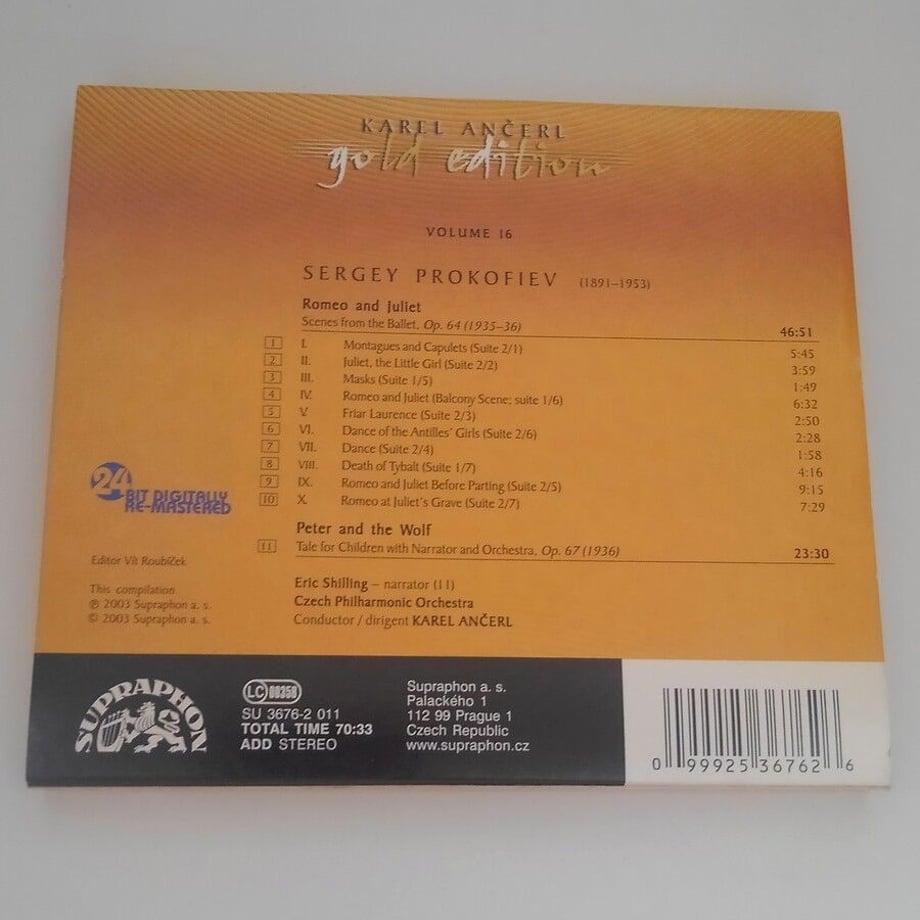 KAREL ANČERL
gold edition
VOLUME 16
SERGEY PROKOFIEV (1891–1953)
Romeo and Juliet
Scenes from the Ballet, Op. 64 (1935–36) 46:51
1 I. Montagues and Capulets (Suite 2/1) 5:45
2 II. Juliet, the Little Girl (Suite 2/2) 3:59
3 III. Masks (Suite 1/5) 1:49
4 IV. Romeo and Juliet (Balcony Scene; suite 1/6) 6:32
5 V. Friar Laurence (Suite 2/3) 2:50
6 VI. Dance of the Antilles' Girls (Suite 2/6) 2:28
7 VII. Dance (Suite 2/4) 1:58
8 VIII. Death of Tybalt (Suite 1/7) 4:16
9 IX. Romeo and Juliet Before Parting (Suite 2/5) 9:15
10 X. Romeo at Juliet's Grave (Suite 2/7) 7:29
Peter and the Wolf
11 Tale for Children with Narrator and Orchestra, Op. 67 (1936) 23:30
Eric Shilling – narrator (11)
Czech Philharmonic Orchestra
Conductor / dirigent KAREL ANČERL
24
BIT DIGITALLY
RE-MASTERED
Editor Vít Roubíček
This compilation
℗ 2003 Supraphon a. s.
© 2003 Supraphon a. s.
SUPRAPHON
LC 00358
SU 3676-2 011
TOTAL TIME 70:33
ADD STEREO
Supraphon a. s.
Palackého 1
112 99 Prague 1
Czech Republic
www.supraphon.cz
0 99925 36762 6